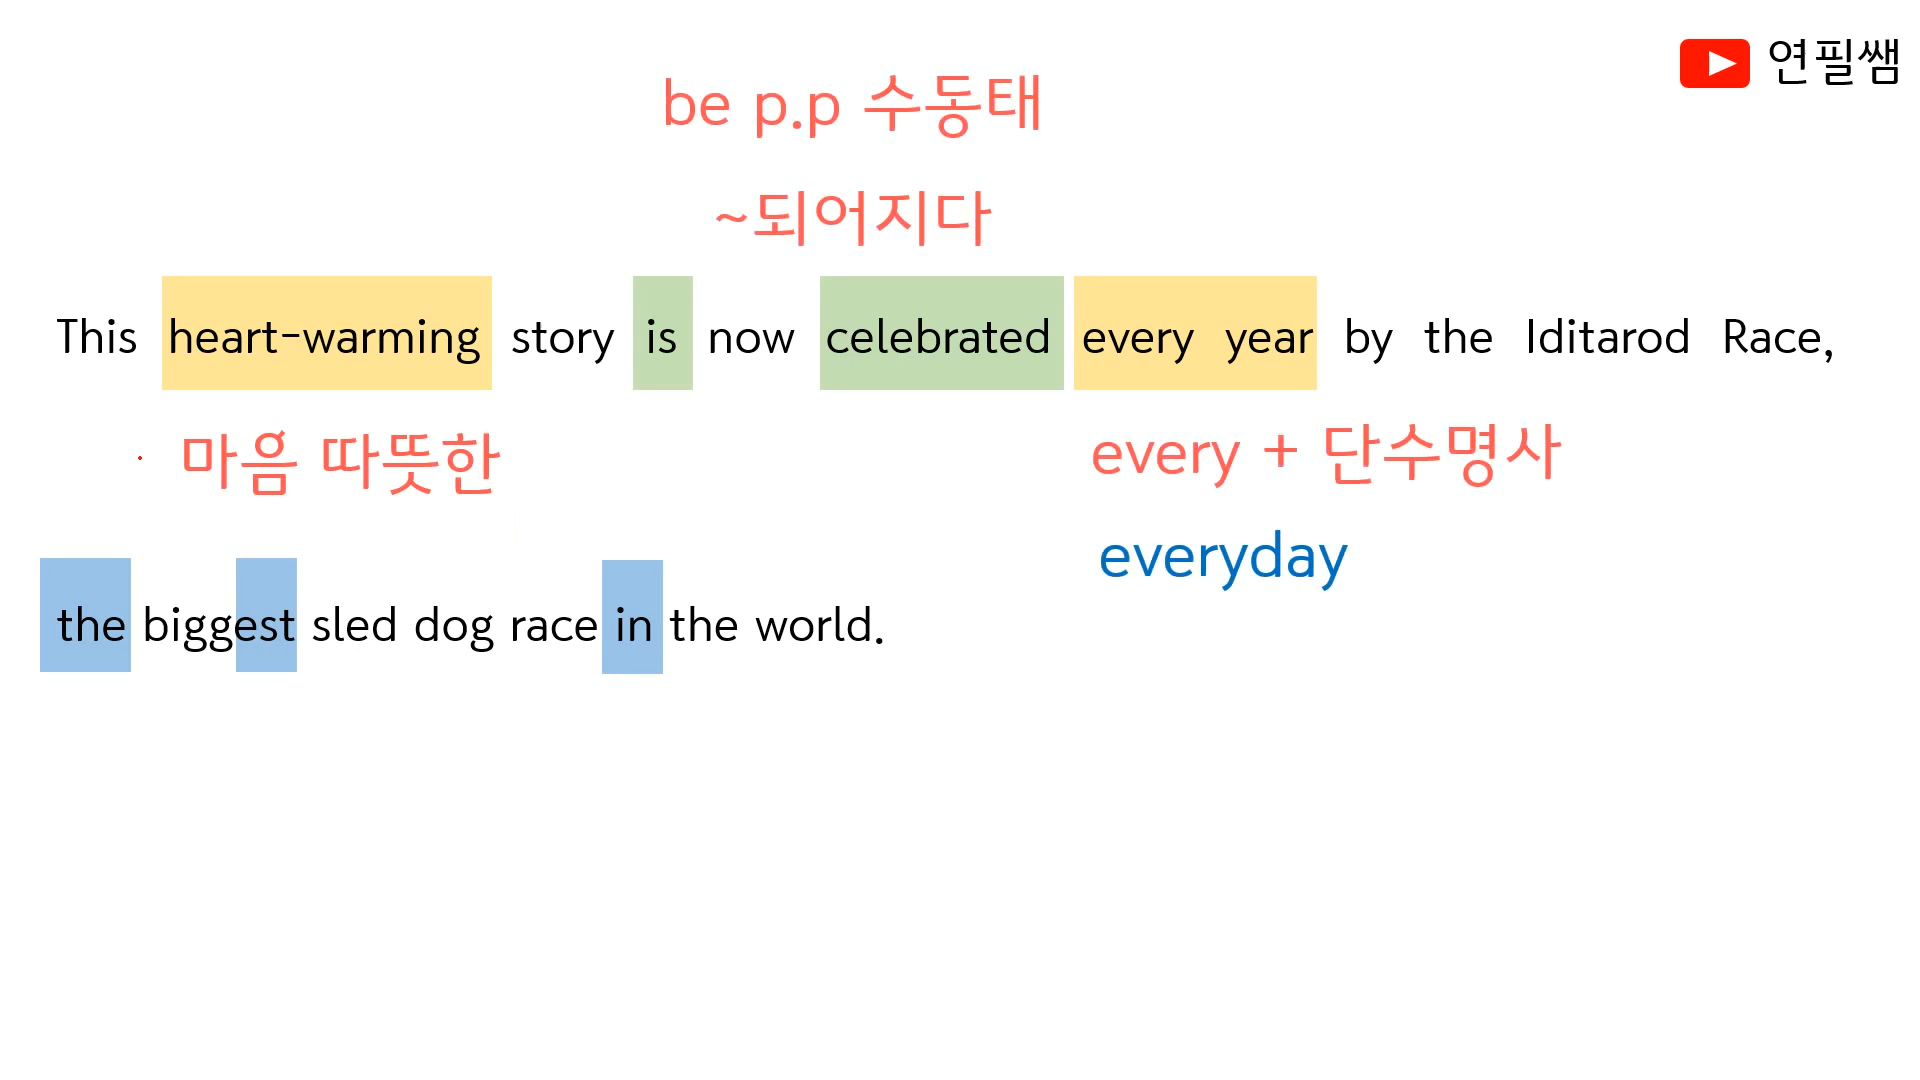 연필쌤
be p.p 수동태
~되어지다
This heart-warming story is now celebrated every year by the Iditarod Race,
마음 따뜻한
every + 단수명사
everyday
the biggest sled dog race in the world.